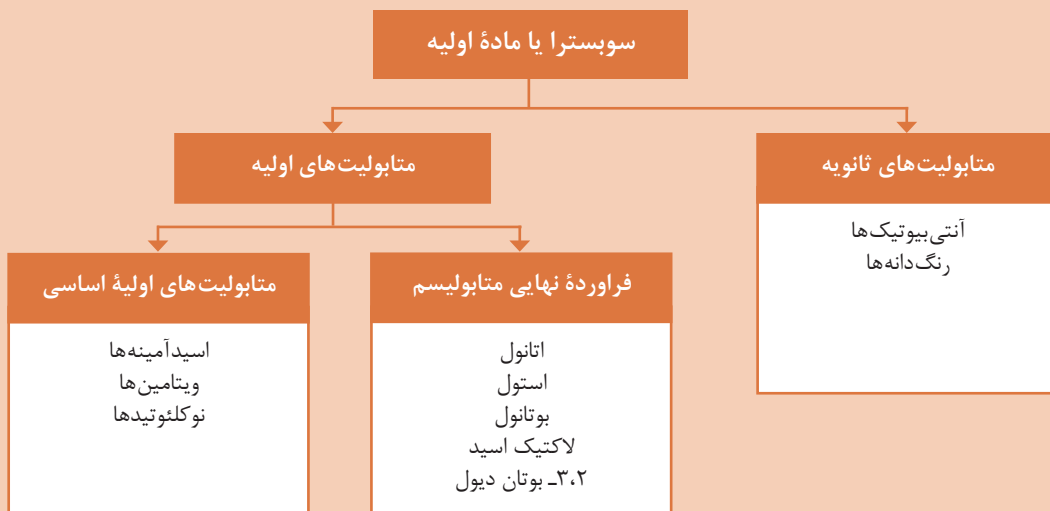 سوبسترا یا مادهٔ اولیه
متابولیت‌های ثانویه
آنتی‌بیوتیک‌ها
رنگ‌دانه‌ها
متابولیت‌های اولیه
فراوردهٔ نهایی متابولیسم
اتانول
استول
بوتانول
لاکتیک اسید
۳،۲ـ بوتان دیول
متابولیت‌های اولیهٔ اساسی
اسیدآمینه‌ها
ویتامین‌ها
نوکلئوتیدها